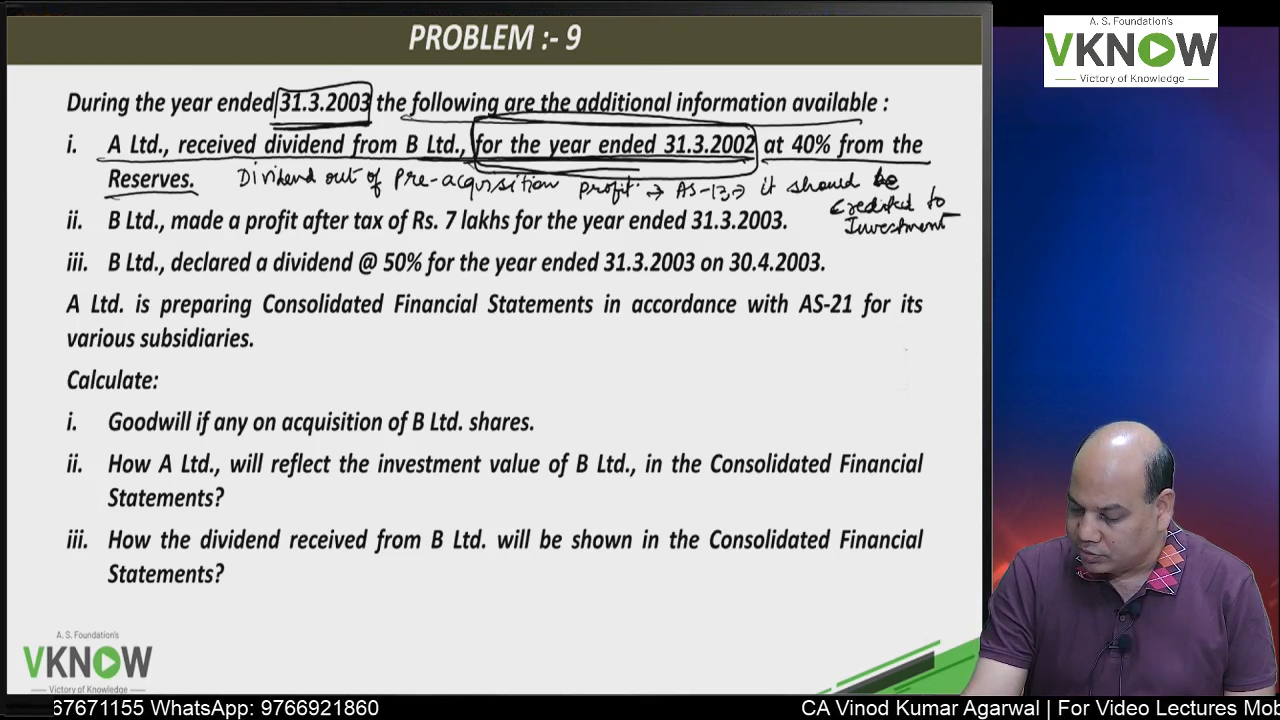 PROBLEM :- 9
A. S. Foundation's
VKNOW
Victory of Knowledge
During the year ended 31.3.2003 the following are the additional information available :
i. A Ltd., received dividend from B Ltd., for the year ended 31.3.2002 at 40% from the
Reserves. Dividend out of Pre-acquisition profit. → AS-13→ it should be
credited to
Investment
ii. B Ltd., made a profit after tax of Rs. 7 lakhs for the year ended 31.3.2003.
iii. B Ltd., declared a dividend @ 50% for the year ended 31.3.2003 on 30.4.2003.
A Ltd. is preparing Consolidated Financial Statements in accordance with AS-21 for its
various subsidiaries.
Calculate:
i. Goodwill if any on acquisition of B Ltd. shares.
ii. How A Ltd., will reflect the investment value of B Ltd., in the Consolidated Financial
Statements?
iii. How the dividend received from B Ltd. will be shown in the Consolidated Financial
Statements?
A. S. Foundation's
VKNOW
Victory of Knowledge
67671155 WhatsApp: 9766921860
CA Vinod Kumar Agarwal | For Video Lectures Mob